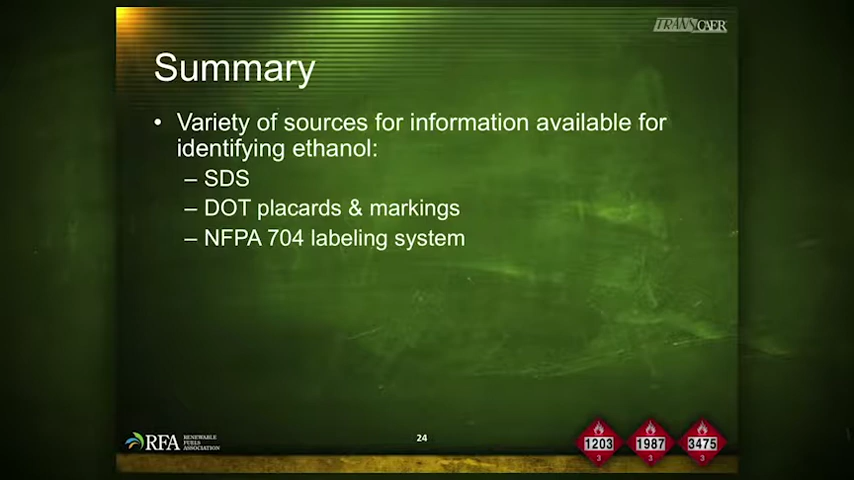 TRANSCAER
Summary
• Variety of sources for information available for
identifying ethanol:
– SDS
– DOT placards & markings
– NFPA 704 labeling system
RFA RENEWABLE
FUELS
ASSOCIATION
24
1203
3
1987
3
3475
3